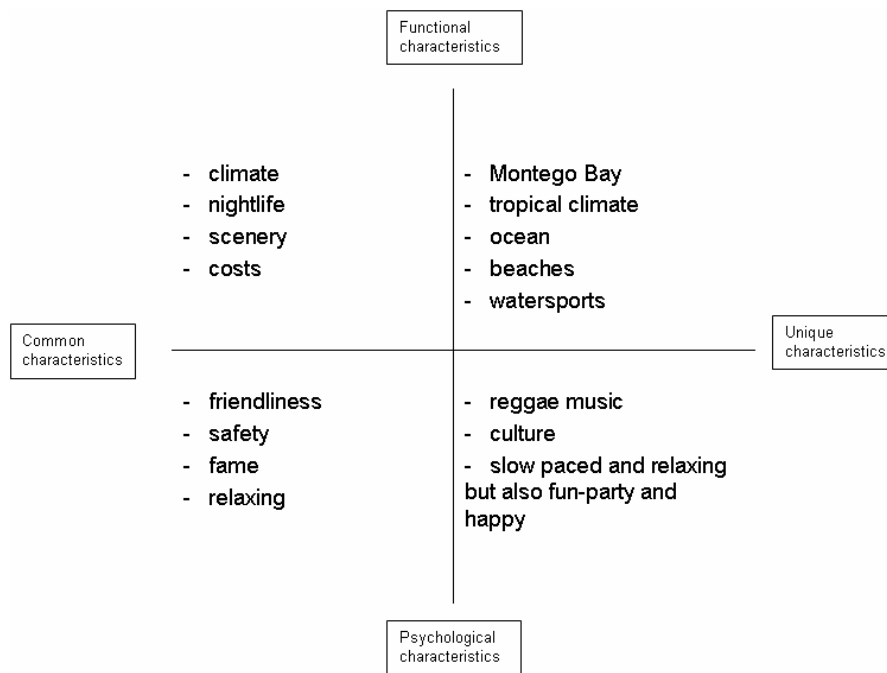 Functional
characteristics
- climate
- nightlife
- scenery
- costs
- Montego Bay
- tropical climate
- ocean
- beaches
- watersports
Common
characteristics
Unique
characteristics
- friendliness
- safety
- fame
- relaxing
- reggae music
- culture
- slow paced and relaxing
but also fun-party and
happy
Psychological
characteristics